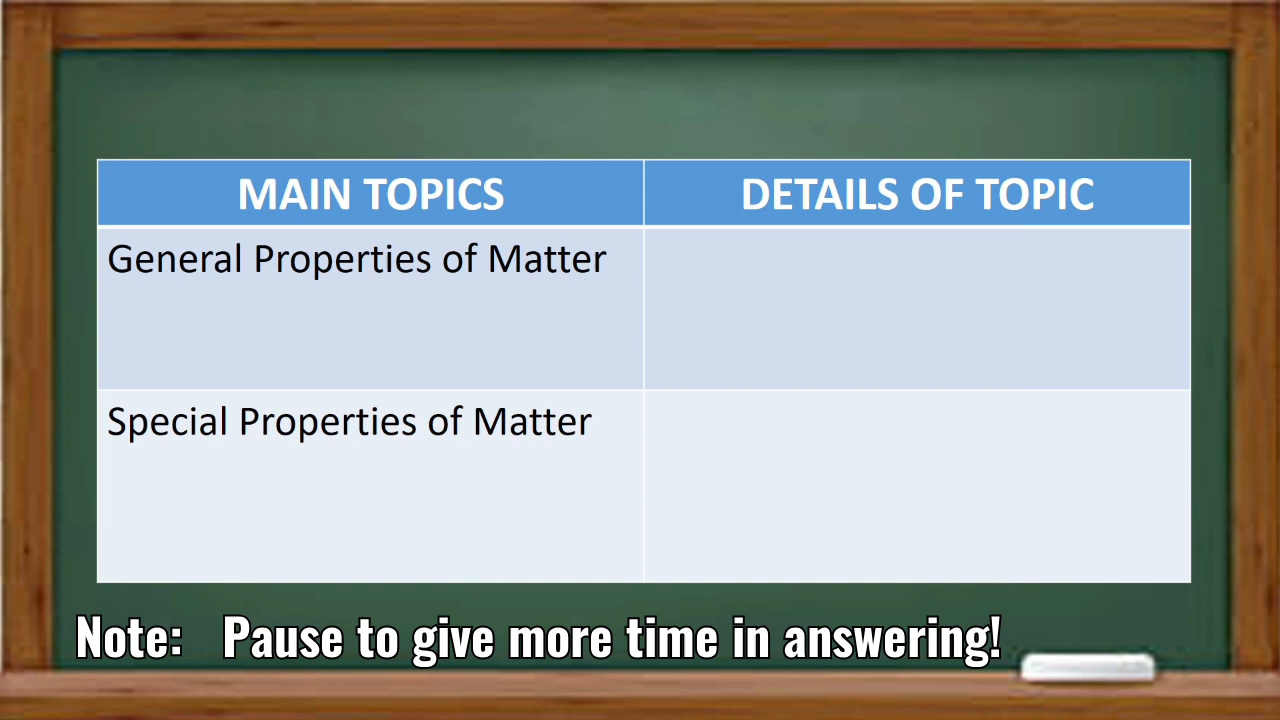 MAIN TOPICS
DETAILS OF TOPIC
General Properties of Matter
Special Properties of Matter
Note: Pause to give more time in answering!